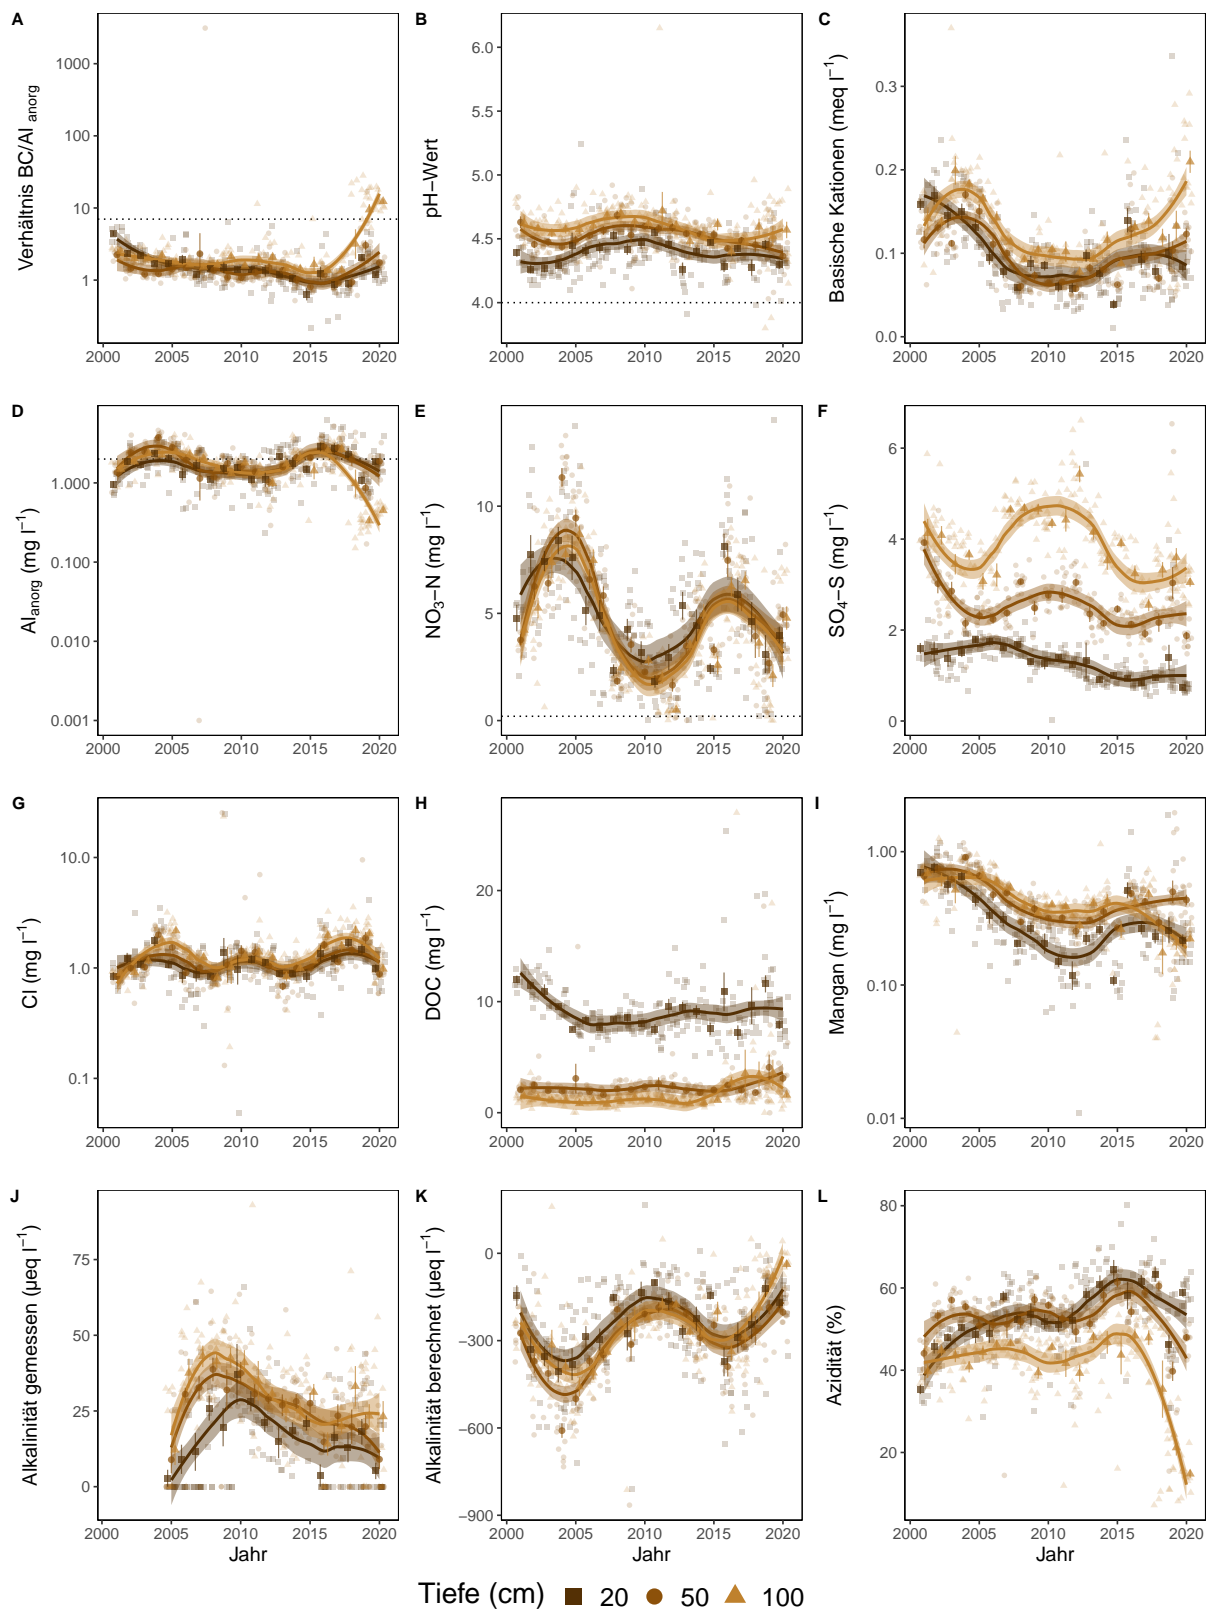 A
Verhältnis BC/Al anorg
1000
100
10
1
2000 2005 2010 2015 2020
B
pH−Wert
6.0
5.5
5.0
4.5
4.0
2000 2005 2010 2015 2020
C
Basische Kationen (meq l−1)
0.3
0.2
0.1
0.0
2000 2005 2010 2015 2020
D
Alanorg (mg l−1)
1.000
0.100
0.010
0.001
2000 2005 2010 2015 2020
E
NO3−N (mg l−1)
10
5
0
2000 2005 2010 2015 2020
F
SO4−S (mg l−1)
6
4
2
0
2000 2005 2010 2015 2020
G
Cl (mg l−1)
10.0
1.0
0.1
2000 2005 2010 2015 2020
H
DOC (mg l−1)
20
10
0
2000 2005 2010 2015 2020
I
Mangan (mg l−1)
1.00
0.10
0.01
2000 2005 2010 2015 2020
J
Alkalinität gemessen (µeq l−1)
75
50
25
0
2000 2005 2010 2015 2020
Jahr
K
Alkalinität berechnet (µeq l−1)
0
−300
−600
−900
2000 2005 2010 2015 2020
Jahr
L
Azidität (%)
80
60
40
20
2000 2005 2010 2015 2020
Jahr
Tiefe (cm) 20 50 100